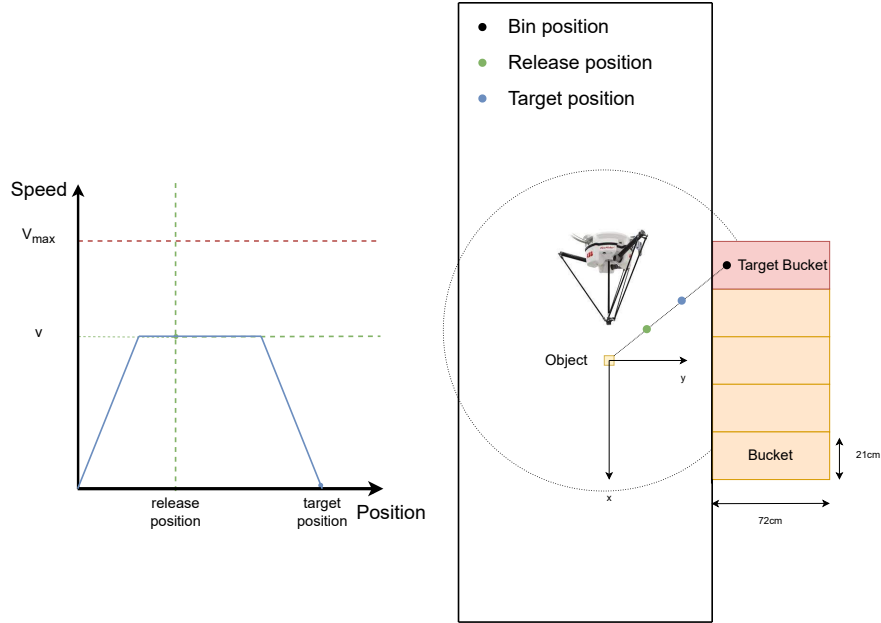 Speed
Vmax
v
release
position
target
position
Position
Bin position
Release position
Target position
Target Bucket
Object
y
x
Bucket
21cm
72cm